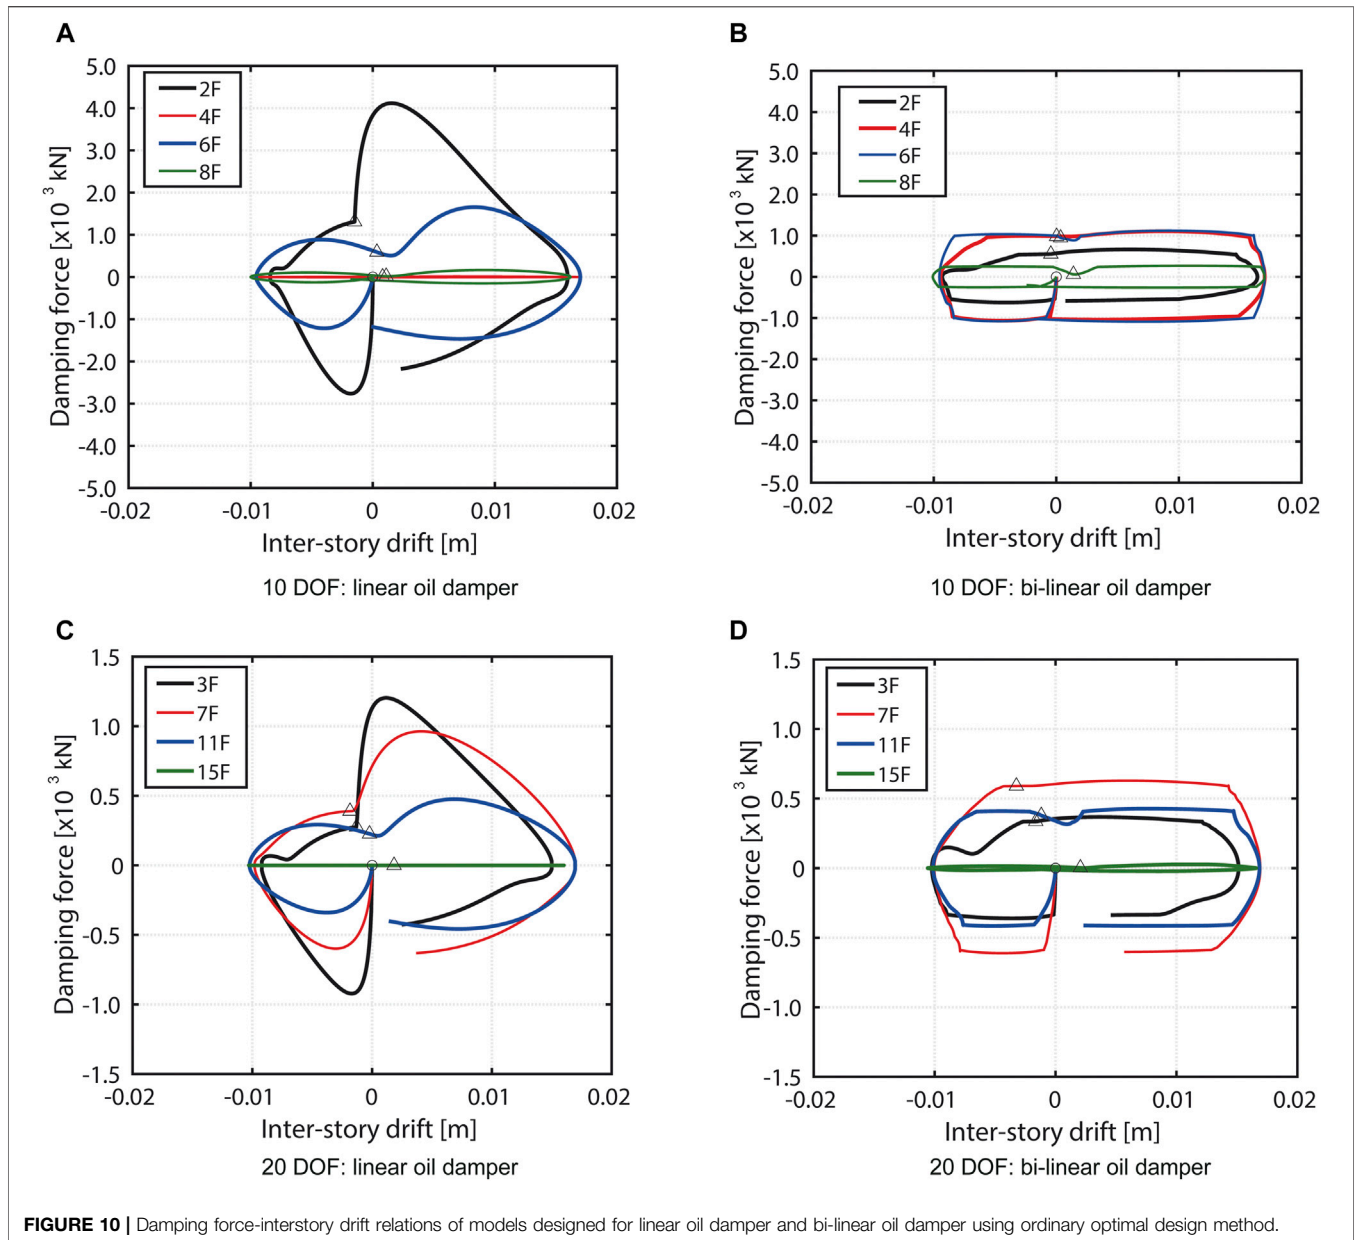 A
5.0
4.0
3.0
2.0
1.0
0
-1.0
-2.0
-3.0
-4.0
-5.0
Damping force [x10 3 kN]
2F
4F
6F
8F
-0.02 -0.01 0 0.01 0.02
Inter-story drift [m]
10 DOF: linear oil damper
B
5.0
4.0
3.0
2.0
1.0
0
-1.0
-2.0
-3.0
-4.0
-5.0
Damping force [x10 3 kN]
2F
4F
6F
8F
-0.02 -0.01 0 0.01 0.02
Inter-story drift [m]
10 DOF: bi-linear oil damper
C
1.5
1.0
0.5
0
-0.5
-1.0
-1.5
Damping force [x10 3 kN]
3F
7F
11F
15F
-0.02 -0.01 0 0.01 0.02
Inter-story drift [m]
20 DOF: linear oil damper
D
1.5
1.0
0.5
0
-0.5
-1.0
-1.5
Damping force [x10 3 kN]
3F
7F
11F
15F
-0.02 -0.01 0 0.01 0.02
Inter-story drift [m]
20 DOF: bi-linear oil damper
FIGURE 10 | Damping force-interstory drift relations of models designed for linear oil damper and bi-linear oil damper using ordinary optimal design method.